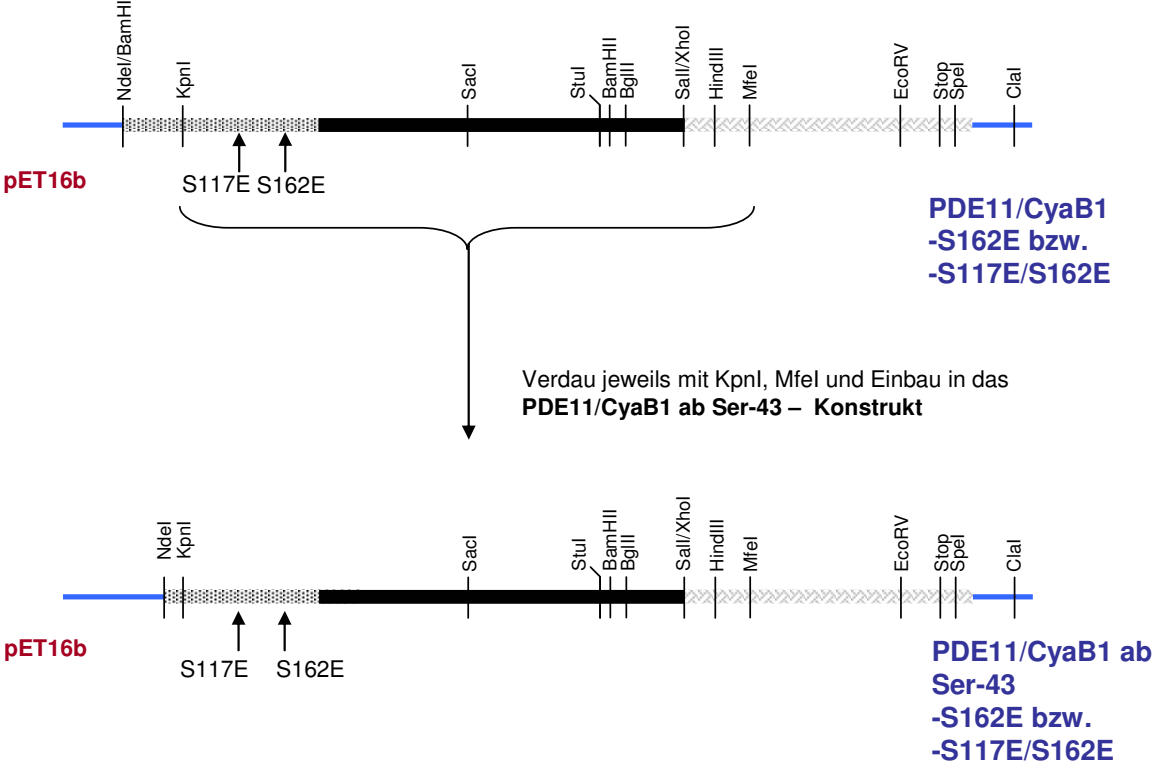 NdeI/BamHI
KpnI
SacI
StuI
BamHII
BglII
SalI/XhoI
HindIII
MfeI
EcoRV
Stop
SpeI
ClaI
pET16b
S117E
S162E
PDE11/CyaB1
-S162E bzw.
-S117E/S162E
Verdau jeweils mit KpnI, MfeI und Einbau in das
PDE11/CyaB1 ab Ser-43 – Konstrukt
NdeI
KpnI
SacI
StuI
BamHII
BglII
SalI/XhoI
HindIII
MfeI
EcoRV
Stop
SpeI
ClaI
pET16b
S117E
S162E
PDE11/CyaB1 ab
Ser-43
-S162E bzw.
-S117E/S162E